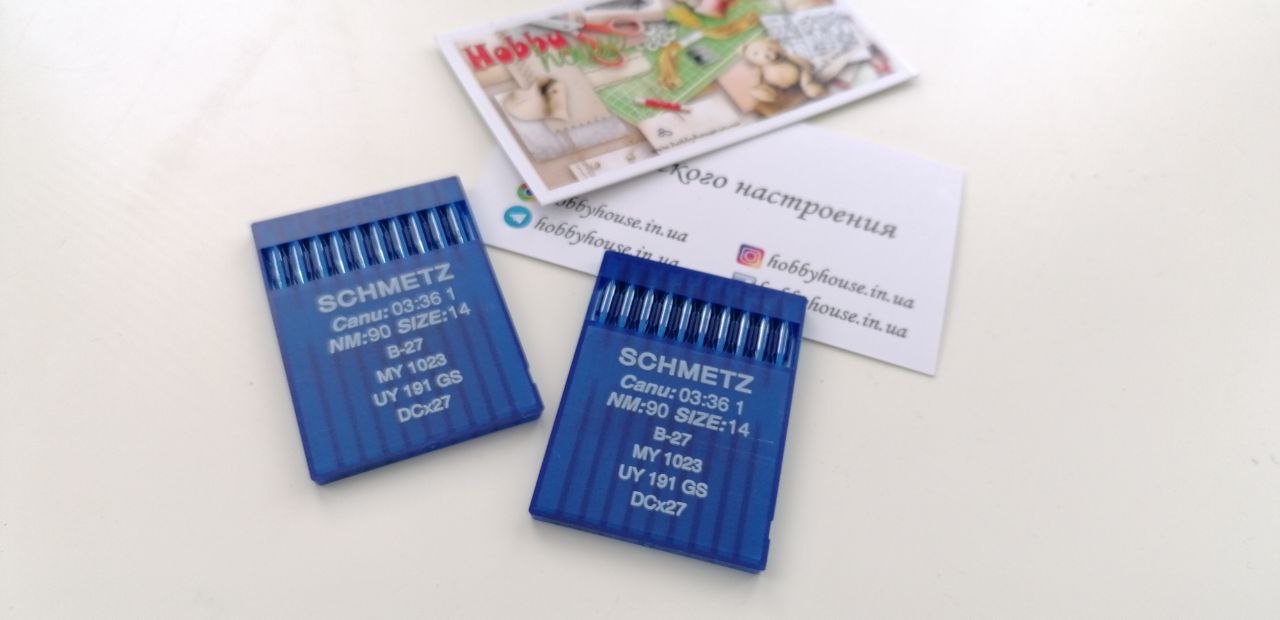 Hobby
SCHMETZ
Canu: 03:36 1
NM:90 SIZE:14
B-27
MY 1023
UY 191 GS
DCx27
SCHMETZ
Canu: 03:36 1
NM:90 SIZE:14
B-27
MY 1023
UY 191 GS
DCx27
настроения
hobbyhouse.in.ua
hobbyhouse.in.ua
hobbyhouse.in.ua